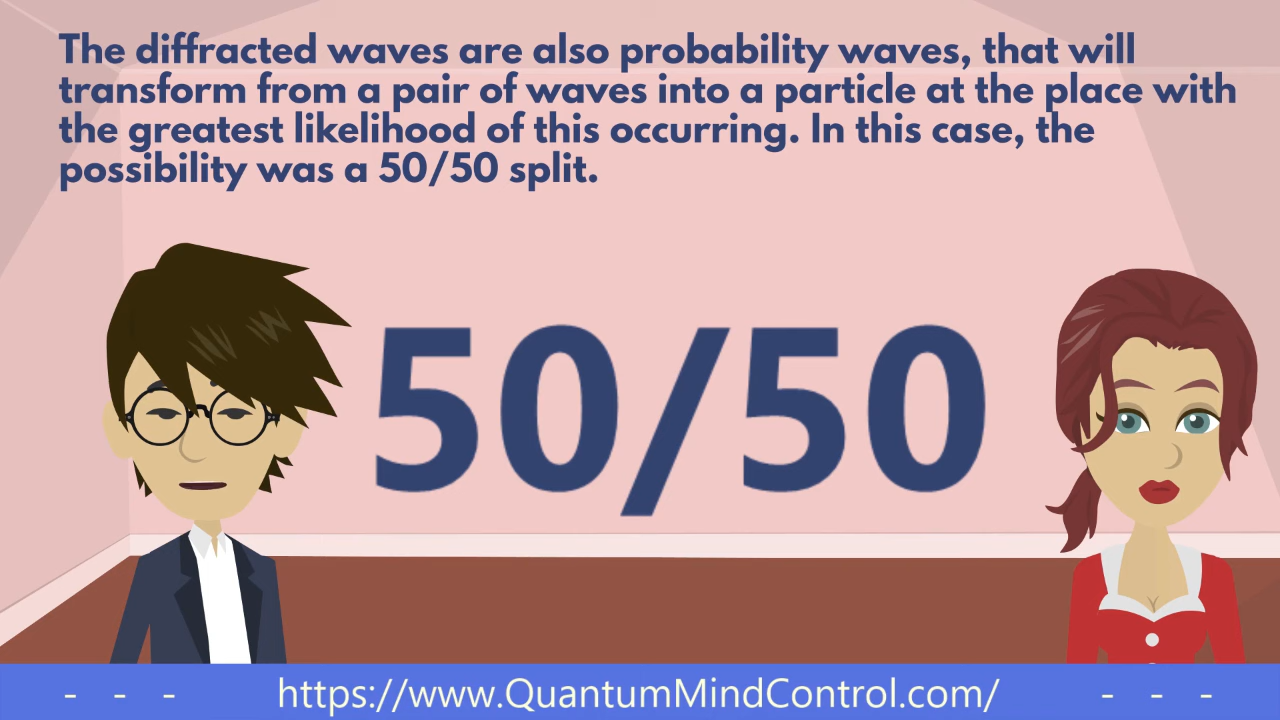 The diffracted waves are also probability waves, that will
transform from a pair of waves into a particle at the place with
the greatest likelihood of this occurring. In this case, the
possibility was a 50/50 split.
50/50
- - - https://www.QuantumMindControl.com/ - - -